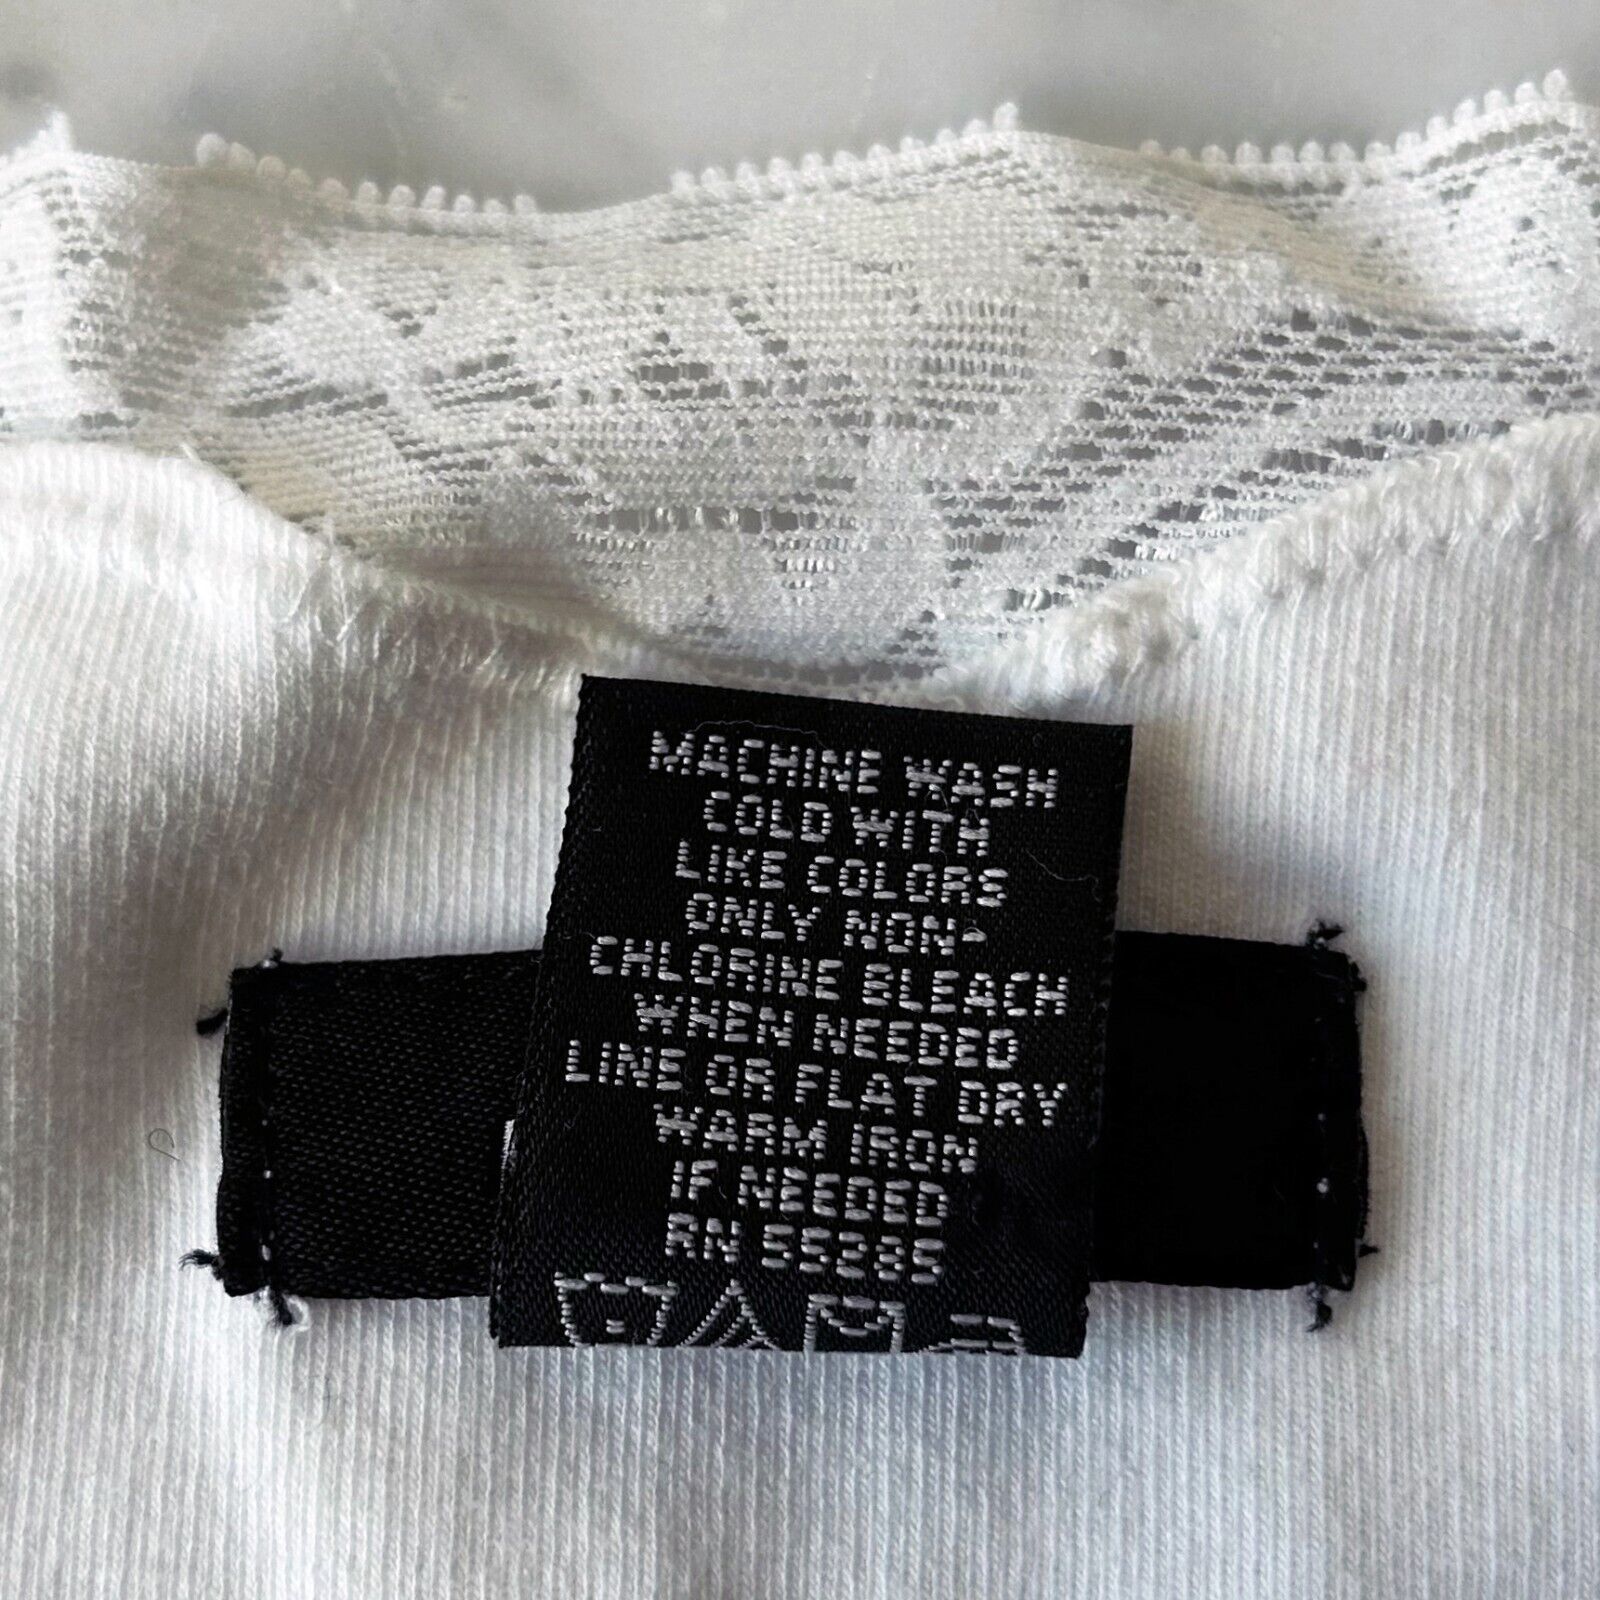 MACHINE WASH
COLD WITH
LIKE COLORS
ONLY NON-
CHLORINE BLEACH
WHEN NEEDED
LINE OR FLAT DRY
WARM IRON
IF NEEDED
RN 55285